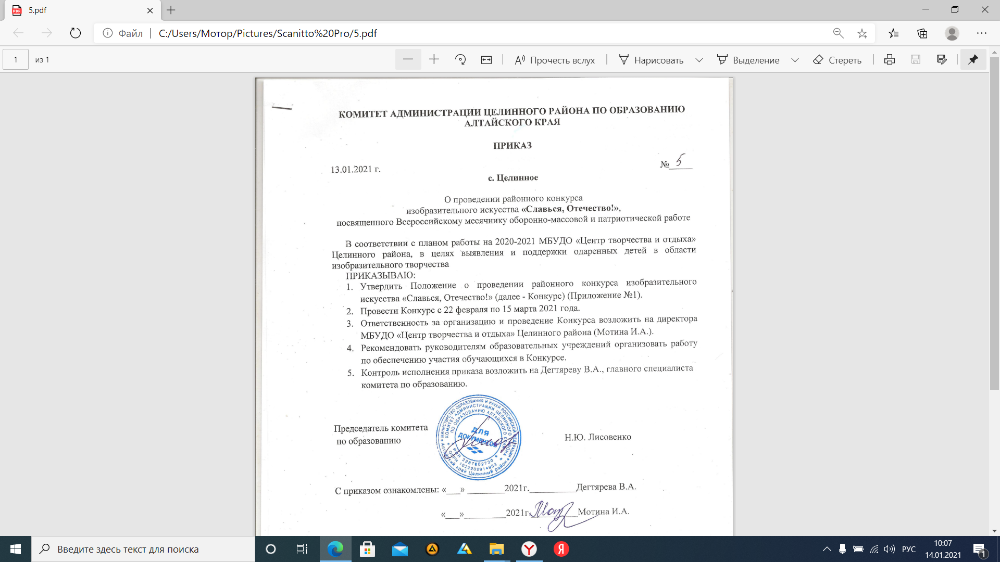 5.pdf
Файл | C:/Users/Мотор/Pictures/Scanitto%20Pro/5.pdf
1 из 1 Прочесть вслух Нарисовать Выделение Стереть
КОМИТЕТ АДМИНИСТРАЦИИ ЦЕЛИННОГО РАЙОНА ПО ОБРАЗОВАНИЮ
АЛТАЙСКОГО КРАЯ
ПРИКАЗ
13.01.2021 г. № 5
с. Целинное
О проведении районного конкурса
изобразительного искусства «Славься, Отечество!»,
посвященного Всероссийскому месячнику оборонно-массовой и патриотической работе
В соответствии с планом работы на 2020-2021 МБУДО «Центр творчества и отдыха»
Целинного района, в целях выявления и поддержки одаренных детей в области
изобразительного творчества
ПРИКАЗЫВАЮ:
1. Утвердить Положение о проведении районного конкурса изобразительного
искусства «Славься, Отечество!» (далее - Конкурс) (Приложение №1).
2. Провести Конкурс с 22 февраля по 15 марта 2021 года.
3. Ответственность за организацию и проведение Конкурса возложить на директора
МБУДО «Центр творчества и отдыха» Целинного района (Мотина И.А.).
4. Рекомендовать руководителям образовательных учреждений организовать работу
по обеспечению участия обучающихся в Конкурсе.
5. Контроль исполнения приказа возложить на Дегтяреву В.А., главного специалиста
комитета по образованию.
Председатель комитета
по образованию
Н.Ю. Лисовенко
МИНИСТЕРСТВО ОБРАЗОВАНИЯ И НАУКИ РОССИЙСКОЙ ФЕДЕРАЦИИ
Алтайский край Целинный район
КОМИТЕТ АДМИНИСТРАЦИИ ЦЕЛИННОГО РАЙОНА
ПО ОБРАЗОВАНИЮ АЛТАЙСКОГО КРАЯ
ОГРН 1022202914953
ИНН 2287002730
ДЛЯ
ДОКУМЕНТОВ
С приказом ознакомлены: «___» ________2021г.__________Дегтярева В.А.
«___»_________2021г.__________Мотина И.А.
Введите здесь текст для поиска
РУС
10:07
14.01.2021
1